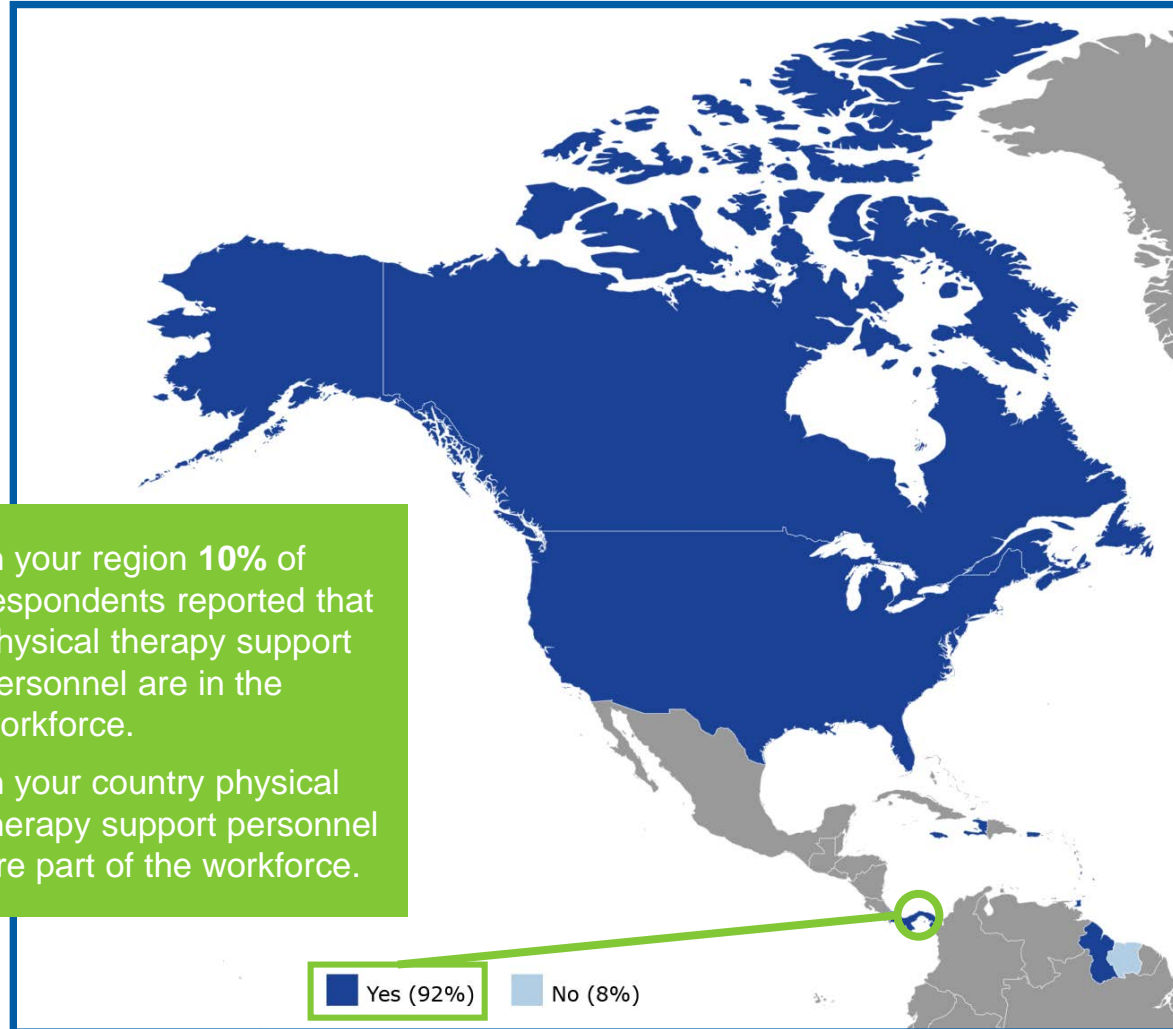 n your region 10% of
espondents reported that
hysical therapy support
ersonnel are in the
orkforce.
n your country physical
herapy support personnel
re part of the workforce.
Yes (92%)
No (8%)